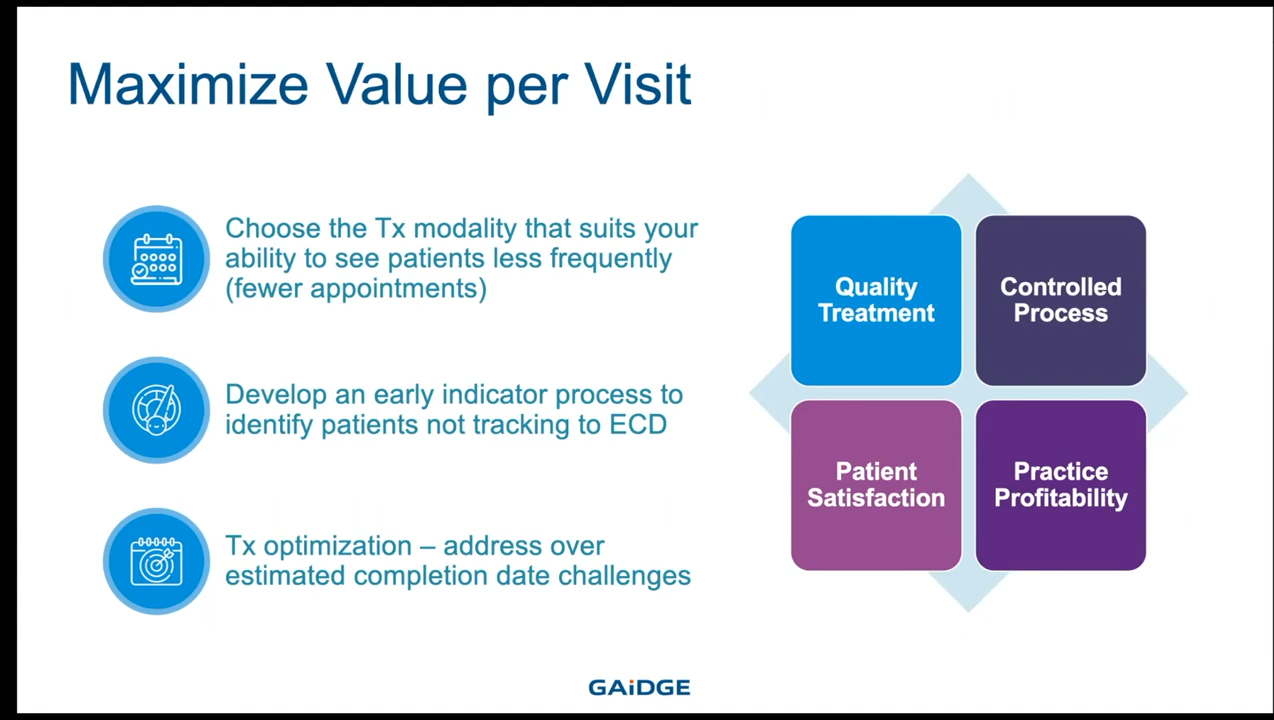 Maximize Value per Visit
Choose the Tx modality that suits your
ability to see patients less frequently
(fewer appointments)
Develop an early indicator process to
identify patients not tracking to ECD
Tx optimization – address over
estimated completion date challenges
Quality
Treatment
Controlled
Process
Patient
Satisfaction
Practice
Profitability
GAiDGE